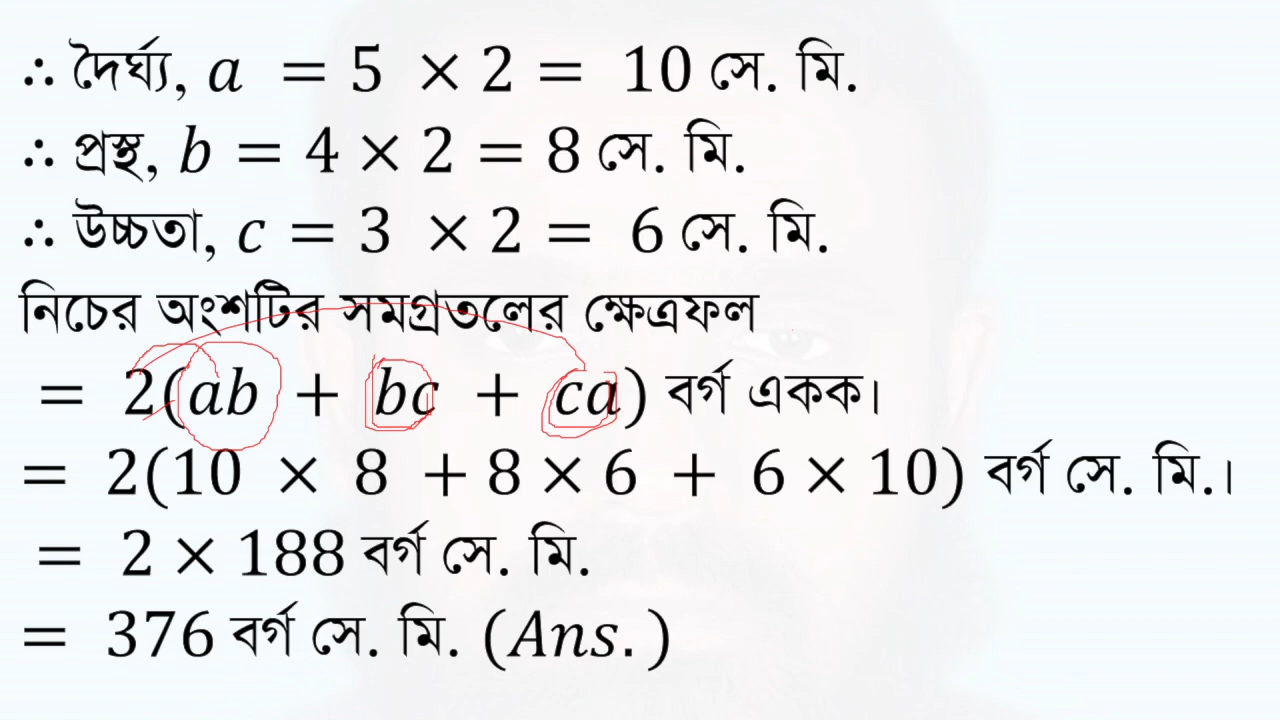 ∴ দৈর্ঘ্য, a = 5 × 2 = 10 সে. মি.
∴ প্রস্থ, b = 4 × 2 = 8 সে. মি.
∴ উচ্চতা, c = 3 × 2 = 6 সে. মি.
নিচের অংশটির সমগ্রতলের ক্ষেত্রফল
= 2(ab + bc + ca) বর্গ একক।
= 2(10 × 8 + 8 × 6 + 6 × 10) বর্গ সে. মি.।
= 2 × 188 বর্গ সে. মি.
= 376 বর্গ সে. মি. (Ans.)